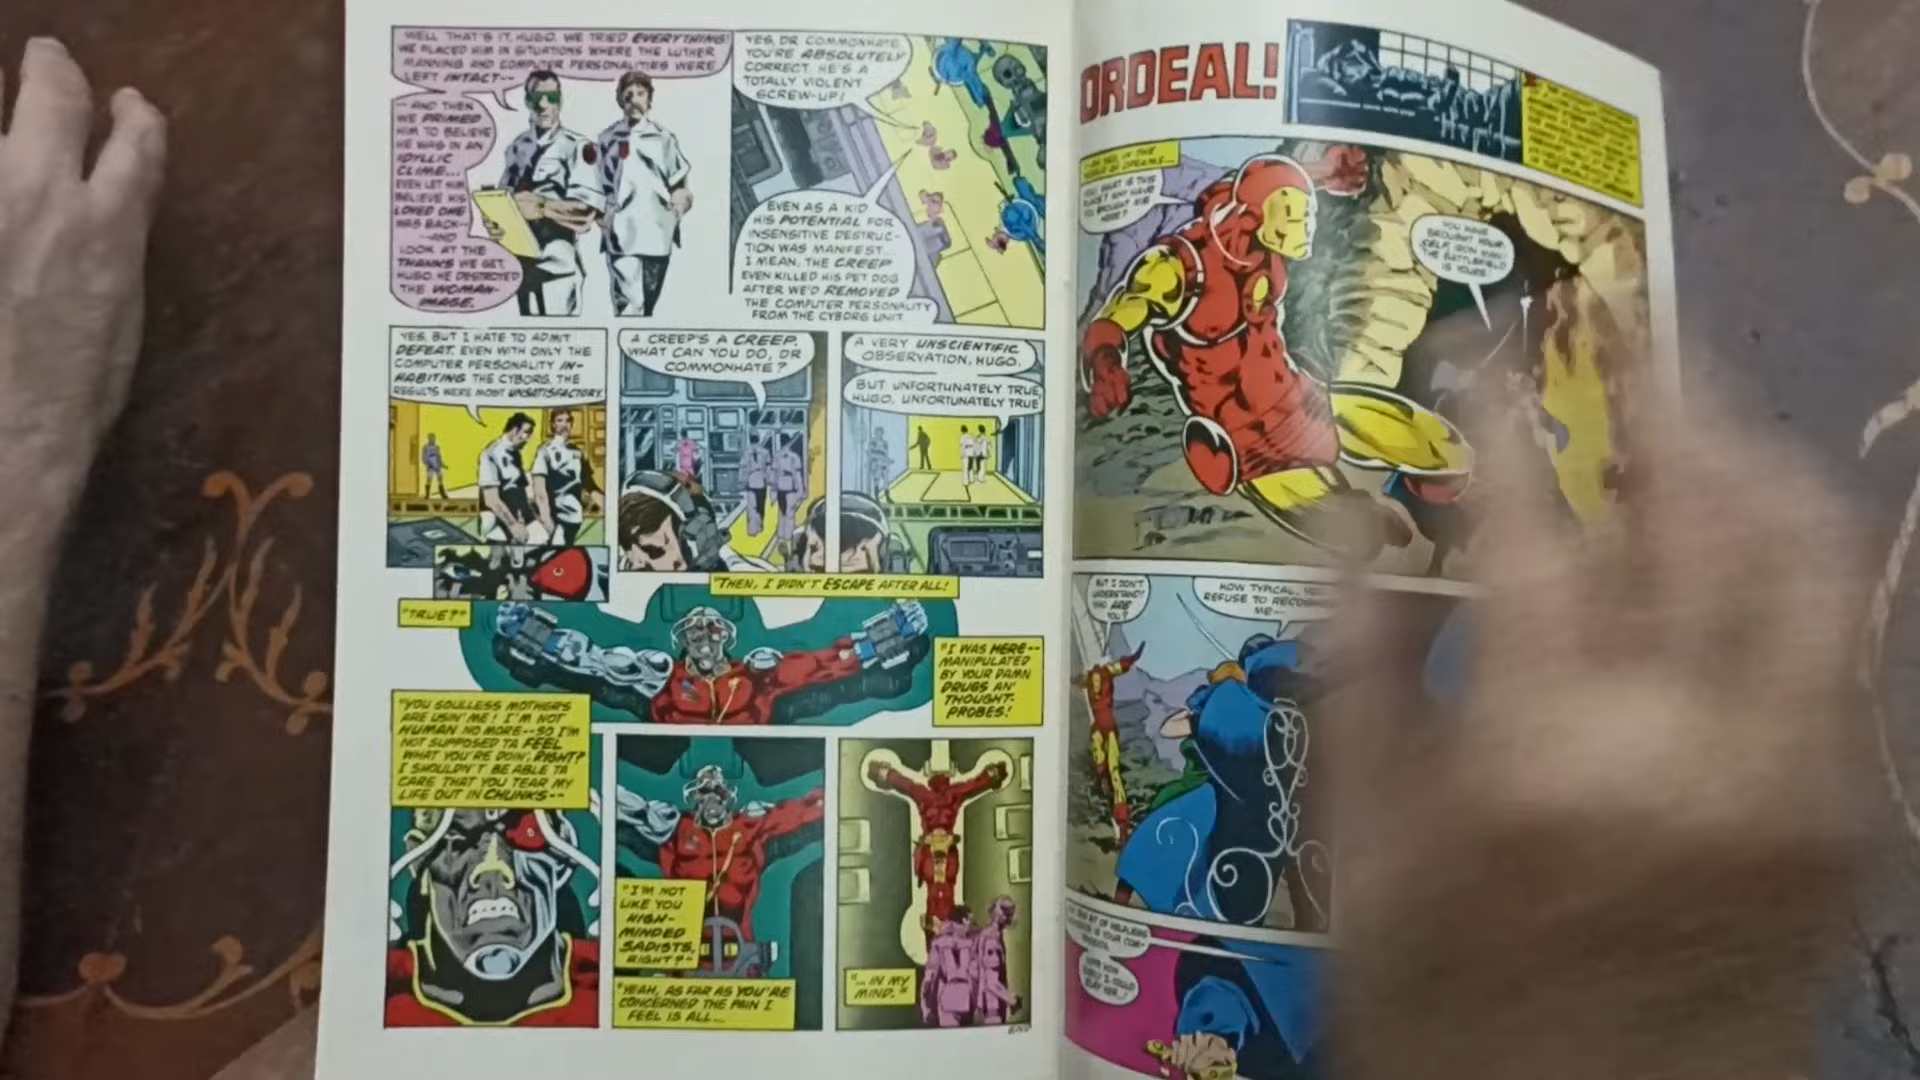 WELL THAT'S IT, HUGO. WE TRIED EVERYTHING!
WE PLACED HIM IN SITUATIONS WHERE THE LUTHER
MANNING AND COMPUTER PERSONALITIES WERE
LEFT INTACT--
--AND THEN
WE PRIMED
HIM TO BELIEVE
HE WAS IN AN
IDYLLIC
CLIME...
EVEN LET HIM
BELIEVE HIS
LOVED ONE
WAS BACK--
--AND
LOOK AT THE
THANKS WE GET,
HUGO. HE DESTROYED
THE WOMAN-
IMAGE.
YES, DR COMMONHATE,
YOU'RE ABSOLUTELY
CORRECT. HE'S A
TOTALLY VIOLENT
SCREW-UP!
EVEN AS A KID
HIS POTENTIAL FOR
INSENSITIVE DESTRUC-
TION WAS MANIFEST...
I MEAN, THE CREEP
EVEN KILLED HIS PET DOG
AFTER WE'D REMOVED
THE COMPUTER PERSONALITY
FROM THE CYBORG UNIT.
YES, BUT I HATE TO ADMIT
DEFEAT. EVEN WITH ONLY THE
COMPUTER PERSONALITY IN-
HABITING THE CYBORG, THE
RESULTS WERE MOST UNSATISFACTORY.
A CREEP'S A CREEP.
WHAT CAN YOU DO, DR
COMMONHATE?
A VERY UNSCIENTIFIC
OBSERVATION, HUGO.
BUT UNFORTUNATELY TRUE,
HUGO, UNFORTUNATELY TRUE
"THEN, I DIDN'T ESCAPE AFTER ALL!
"TRUE?"
"I WAS HERE--
MANIPULATED
BY YOUR DAMN
DRUGS AN'
THOUGHT-
PROBES!
"YOU SOULLESS MOTHERS
ARE USIN' ME! I'M NOT
HUMAN NO MORE--SO I'M
NOT SUPPOSED TA FEEL
WHAT YOU'RE DOIN', RIGHT?
I SHOULDN'T BE ABLE TA
CARE THAT YOU TEAR MY
LIFE OUT IN CHUNKS--
"I'M NOT
LIKE YOU
HIGH-
MINDED
SADISTS,
RIGHT?--
"YEAH, AS FAR AS YOU'RE
CONCERNED THE PAIN I
FEEL IS ALL...
"...IN MY
MIND."
END
ORDEAL!
YOU HAVE
BROUGHT YOUR-
SELF, IRON MAN!
THE BATTLEFIELD
IS YOURS!
BUT I DON'T
UNDERSTAND!
WHO ARE
YOU?
HOW TYPICAL,
REFUSE TO
ME--